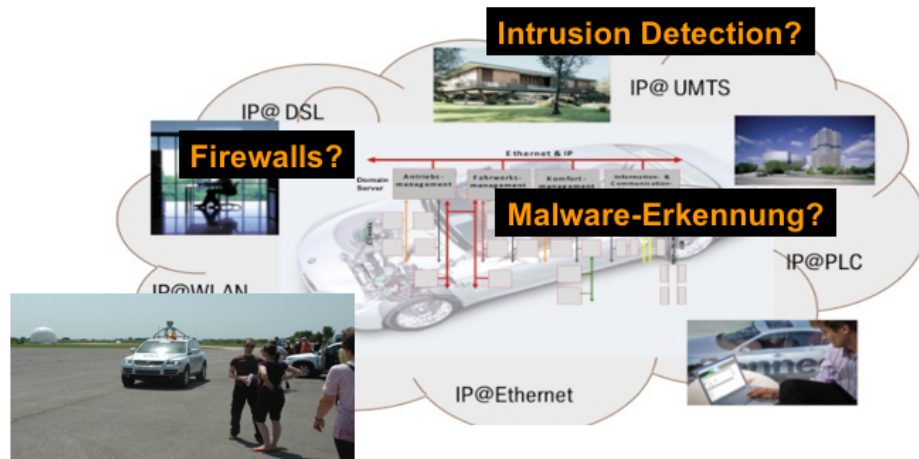 Intrusion Detection?
IP@ UMTS
IP@ DSL
Firewalls?
Ethernet & IP
Domain
Server
Antriebs-
management
Fahrwerks-
management
Komfort-
management
Information- &
Communication-
Malware-Erkennung?
IP@PLC
IP@WLAN
IP@Ethernet